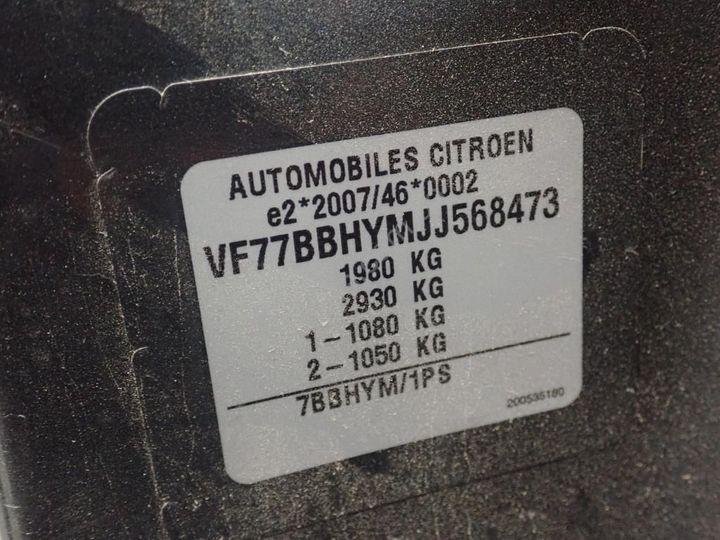 AUTOMOBILES CITROEN
e2*2007/46*0002
VF77BBHYMJJ568473
1980 KG
2930 KG
1-1080 KG
2-1050 KG
7BBHYM/1PS
200535180